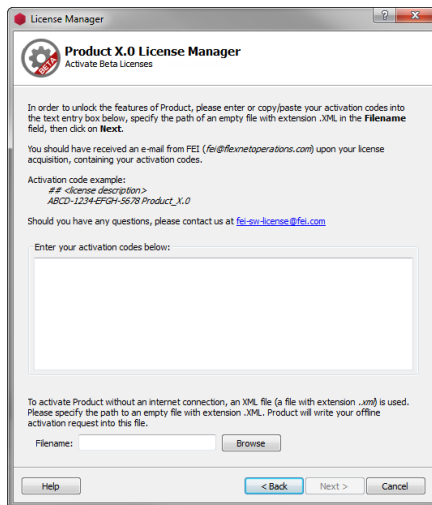 License Manager
Product X.0 License Manager
BETA
Activate Beta Licenses
In order to unlock the features of Product, please enter or copy/paste your activation codes into
the text entry box below, specify the path of an empty file with extension .XML in the Filename
field, then click on Next.
You should have received an e-mail from FEI (fei@flexnetoperations.com) upon your license
acquisition, containing your activation codes.
Activation code example:
## <license description>
ABCD-1234-EFGH-5678 Product_X.0
Should you have any questions, please contact us at fei-sw-license@fei.com
Enter your activation codes below:
To activate Product without an internet connection, an XML file (a file with extension .xml) is used.
Please specify the path to an empty file with extension .XML. Product will write your offline
activation request into this file.
Filename:
Browse
Help
< Back
Next >
Cancel